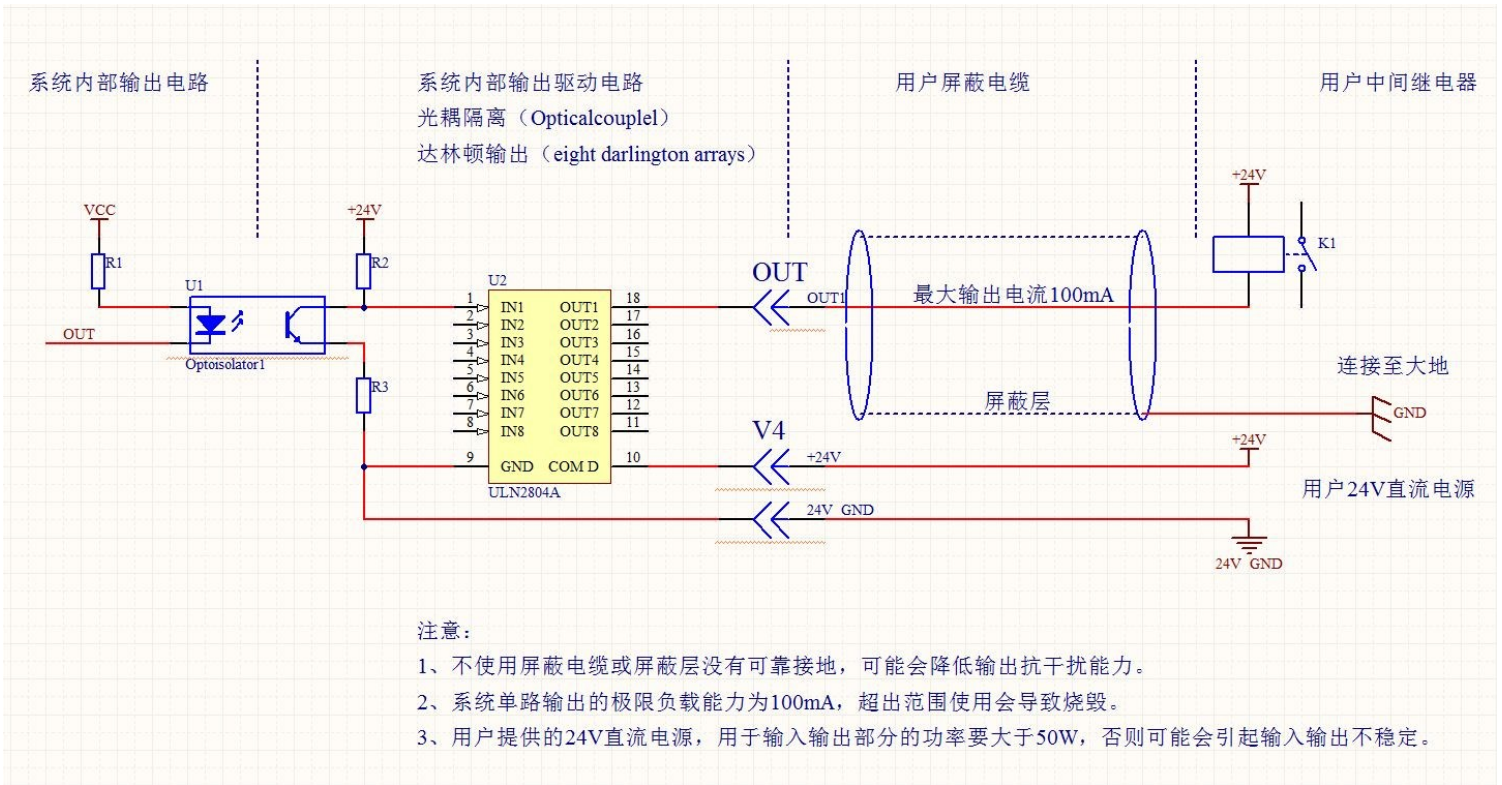 系统内部输出电路
系统内部输出驱动电路
光耦隔离（Opticalcouplel）
达林顿输出（eight darlington arrays）
用户屏蔽电缆
用户中间继电器
VCC
R1
U1
OUT
Optoisolator1
+24V
R2
R3
U2
1 IN1 OUT1 18
2 IN2 OUT2 17
3 IN3 OUT3 16
4 IN4 OUT4 15
5 IN5 OUT5 14
6 IN6 OUT6 13
7 IN7 OUT7 12
8 IN8 OUT8 11
9 GND COM D 10
ULN2804A
OUT
OUT1
最大输出电流100mA
屏蔽层
V4
+24V
24V GND
+24V
K1
连接至大地
GND
+24V
用户24V直流电源
24V GND
注意：
1、不使用屏蔽电缆或屏蔽层没有可靠接地，可能会降低输出抗干扰能力。
2、系统单路输出的极限负载能力为100mA，超出范围使用会导致烧毁。
3、用户提供的24V直流电源，用于输入输出部分的功率要大于50W，否则可能会引起输入输出不稳定。